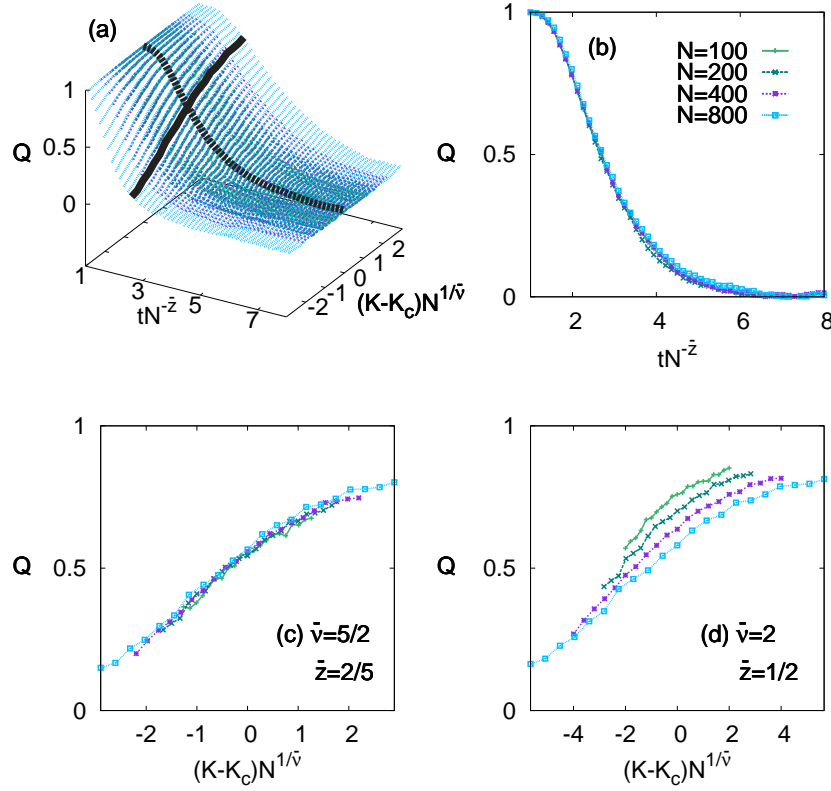 (a)
1
0.5
0
Q
1
3
5
7
tN^{-z̄}
-2
-1
0
1
2
(K-K_c)N^{1/ν̄}
(b)
N=100
N=200
N=400
N=800
1
0.5
0
Q
2
4
6
8
tN^{-z̄}
1
0.5
0
Q
(c) ν̄=5/2
z̄=2/5
-2
-1
0
1
2
(K-K_c)N^{1/ν̄}
1
0.5
0
Q
(d) ν̄=2
z̄=1/2
-4
-2
0
2
4
(K-K_c)N^{1/ν̄}